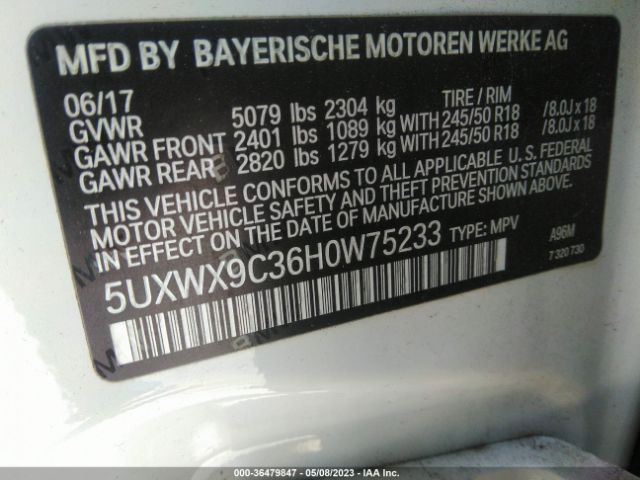 MFD BY BAYERISCHE MOTOREN WERKE AG
06/17 TIRE / RIM
GVWR 5079 lbs 2304 kg
GAWR FRONT 2401 lbs 1089 kg WITH 245/50 R18 / 8.0J x 18
GAWR REAR 2820 lbs 1279 kg WITH 245/50 R18 / 8.0J x 18
THIS VEHICLE CONFORMS TO ALL APPLICABLE U. S. FEDERAL
MOTOR VEHICLE SAFETY AND THEFT PREVENTION STANDARDS
IN EFFECT ON THE DATE OF MANUFACTURE SHOWN ABOVE.
5UXWX9C36H0W75233 TYPE: MPV A96M
7 320 730
000-36479847 - 05/08/2023 - IAA Inc.